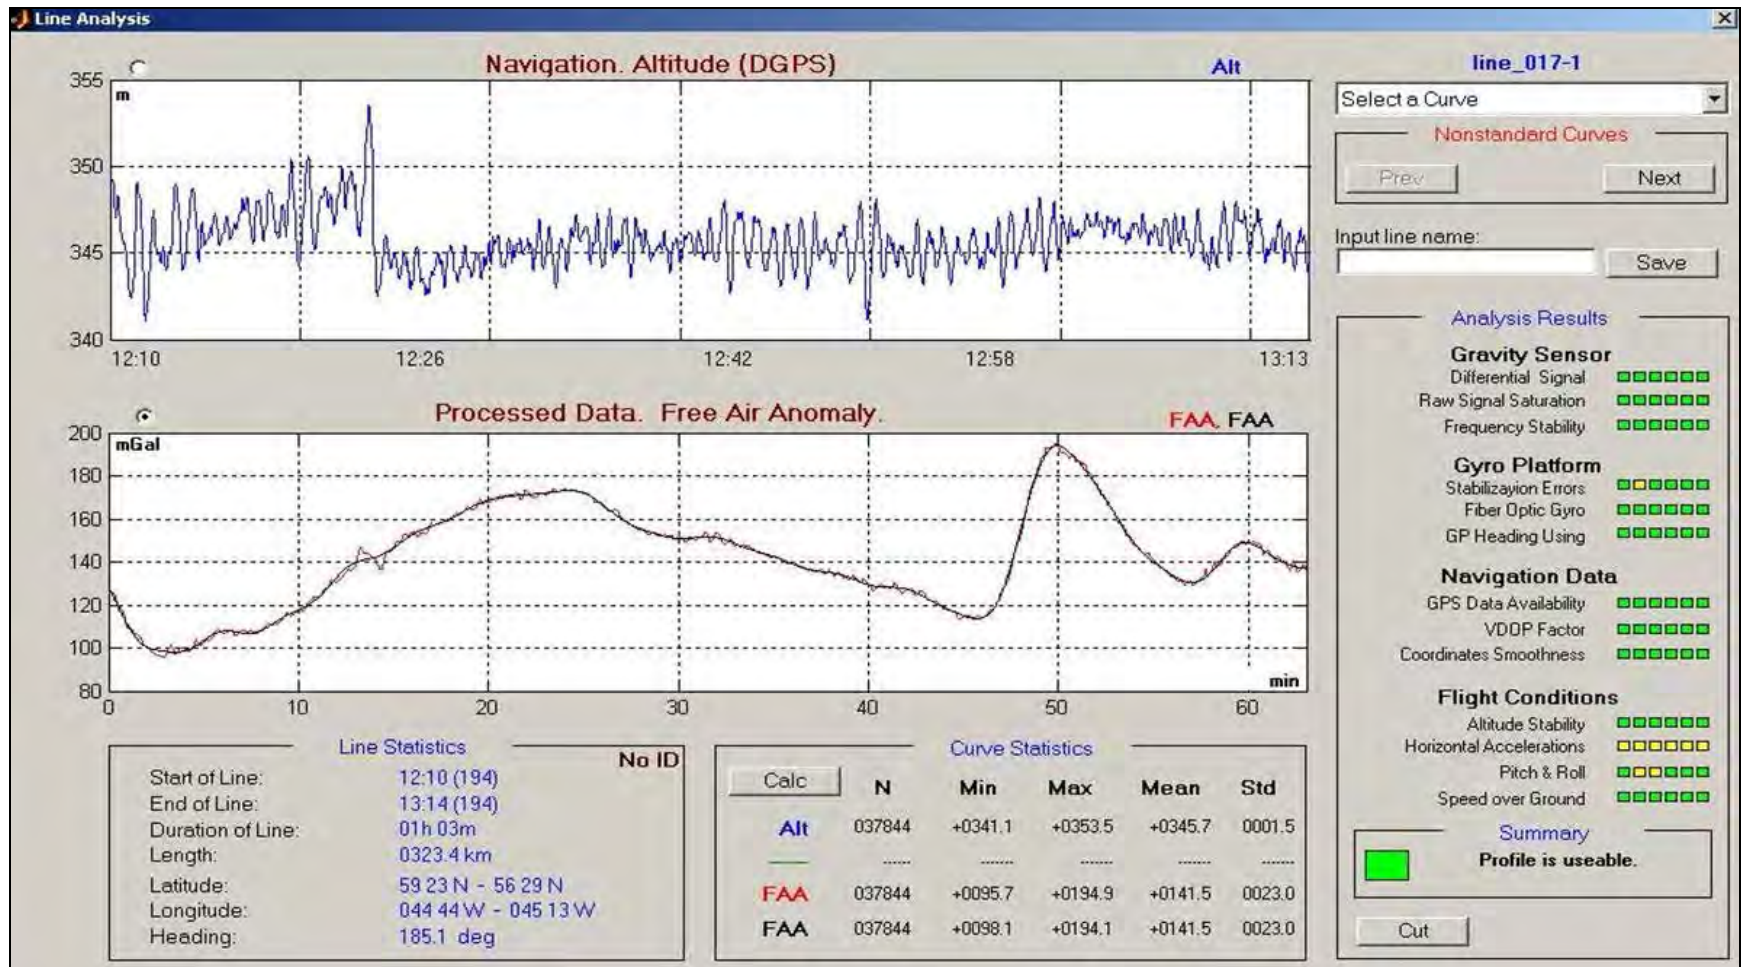 Line Analysis
Navigation. Altitude (DGPS)
Alt
m
355
350
345
340
12:10 12:26 12:42 12:58 13:13
Processed Data. Free Air Anomaly.
FAA, FAA
mGal
200
180
160
140
120
100
80
min
0 10 20 30 40 50 60
Line Statistics
No ID
Start of Line: 12:10 (194)
End of Line: 13:14 (194)
Duration of Line: 01h 03m
Length: 0323.4 km
Latitude: 59 23 N - 56 29 N
Longitude: 044 44 W - 045 13 W
Heading: 185.1 deg
Curve Statistics
Calc N Min Max Mean Std
Alt 037844 +0341.1 +0353.5 +0345.7 0001.5
------ ------ ------ ------ ------
FAA 037844 +0095.7 +0194.9 +0141.5 0023.0
FAA 037844 +0098.1 +0194.1 +0141.5 0023.0
line_017-1
Select a Curve
Nonstandard Curves
Prev Next
Input line name:
Save
Analysis Results
Gravity Sensor
Differential Signal
Raw Signal Saturation
Frequency Stability
Gyro Platform
Stabilizayion Errors
Fiber Optic Gyro
GP Heading Using
Navigation Data
GPS Data Availability
VDOP Factor
Coordinates Smoothness
Flight Conditions
Altitude Stability
Horizontal Accelerations
Pitch & Roll
Speed over Ground
Summary
Profile is useable.
Cut